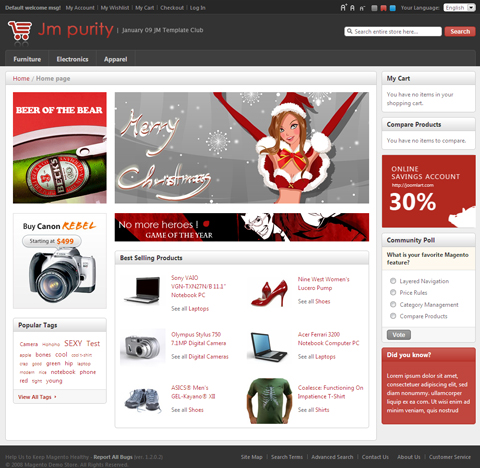 Default welcome msg! My Account | My Wishlist | My Cart | Checkout | Log In
A A A Your Language: English
Jm purity | January 09 JM Template Club
Search entire store here... Search
Furniture Electronics Apparel
Home / Home page
BEER OF THE BEAR
BECK'S
Merry
Christmas
Buy Canon REBEL
Starting at $499
No more heroes !
GAME OF THE YEAR
Popular Tags
Camera Hohoho SEXY Test
apple bones cool cool t-shirt
crap good green hip laptop
modern nice notebook phone
red tight young
View All Tags
Best Selling Products
Sony VAIO
VGN-TXN27N/B 11.1"
Notebook PC
See all Laptops
Nine West Women's
Lucero Pump
See all Shoes
Olympus Stylus 750
7.1MP Digital Camera
See all Digital Cameras
Acer Ferrari 3200
Notebook Computer PC
See all Laptops
ASICS® Men's
GEL-Kayano® XII
See all Shoes
Coalesce: Functioning On
Impatience T-Shirt
See all Shirts
My Cart
You have no items in your
shopping cart.
Compare Products
You have no items to compare.
ONLINE
SAVINGS ACCOUNT
http://joomlart.com
30%
Community Poll
What is your favorite Magento
feature?
Layered Navigation
Price Rules
Category Management
Compare Products
Vote
Did you know?
Lorem ipsum dolor sit amet,
consectetuer adipiscing elit, sed
diam nonummy. ullamcorper
liquip ex ea com. Ut wisi enim ad
minim veniam, quis nostrud
Help Us to Keep Magento Healthy - Report All Bugs (ver. 1.2.0.2)
© 2008 Magento Demo Store. All Rights Reserved.
Site Map | Search Terms | Advanced Search | Contact Us | About Us | Customer Service